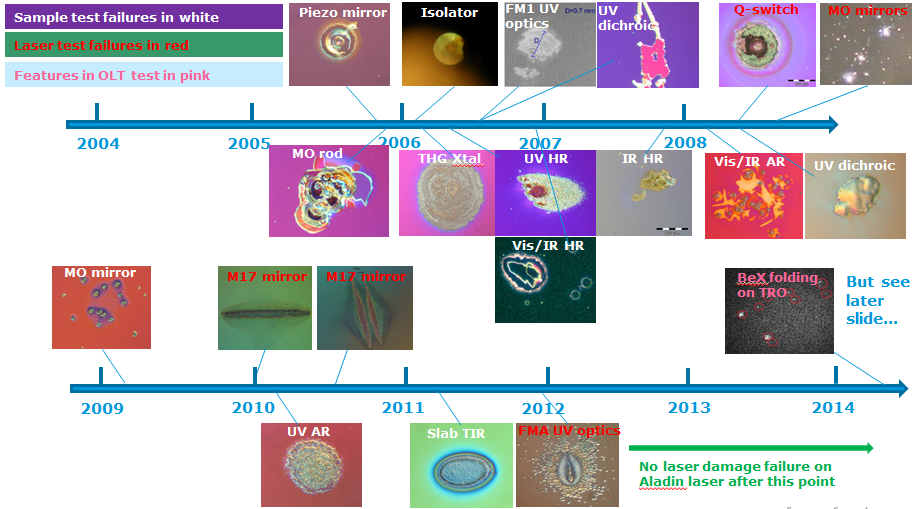 Sample test failures in white
Laser test failures in red
Features in OLT test in pink
Piezo mirror
Isolator
FM1 UV
optics
D=0.7 mm
D
UV
dichroic
Q-switch
MO mirrors
2004
2005
2006
2007
2008
MO rod
THG Xtal
UV HR
IR HR
Vis/IR AR
UV dichroic
Vis/IR HR
MO mirror
M17 mirror
M17 mirror
BeX folding
on TRO
But see
later
slide...
2009
2010
2011
2012
2013
2014
UV AR
Slab TIR
FMA UV optics
No laser damage failure on
Aladin laser after this point